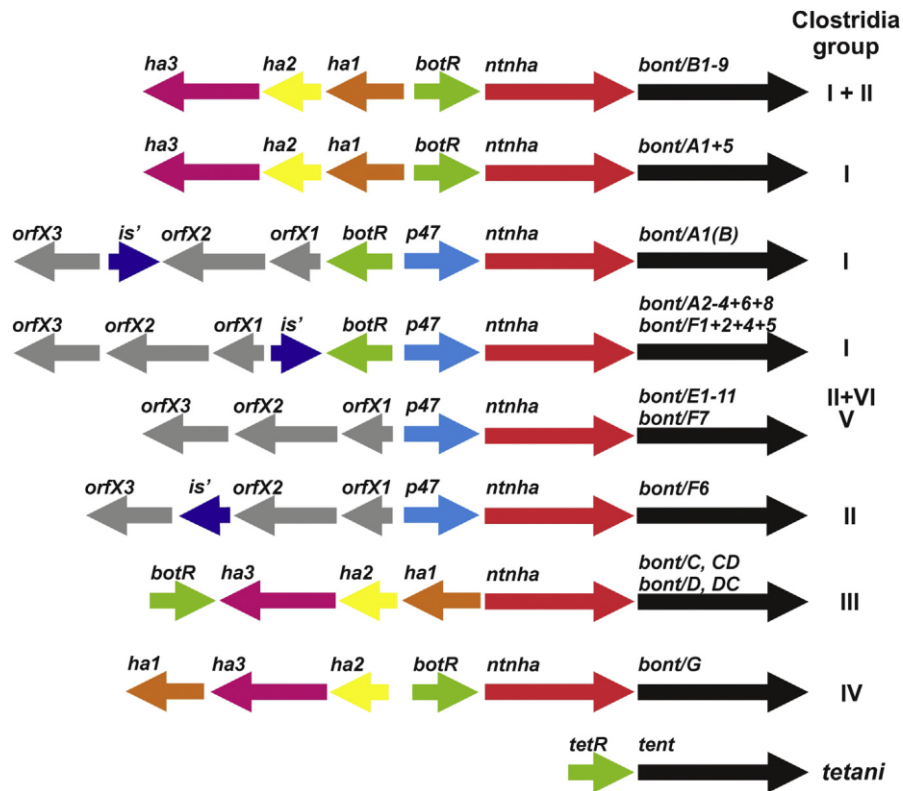 Clostridia
group
ha3 ha2 ha1 botR ntnha bont/B1-9
I + II
ha3 ha2 ha1 botR ntnha bont/A1+5
I
orfX3 is' orfX2 orfX1 botR p47 ntnha bont/A1(B)
I
bont/A2-4+6+8
orfX3 orfX2 orfX1 is' botR p47 ntnha bont/F1+2+4+5
I
bont/E1-11 II+VI
orfX3 orfX2 orfX1 p47 ntnha bont/F7 V
orfX3 is' orfX2 orfX1 p47 ntnha bont/F6
II
bont/C, CD
botR ha3 ha2 ha1 ntnha bont/D, DC
III
ha1 ha3 ha2 botR ntnha bont/G
IV
tetR tent
tetani